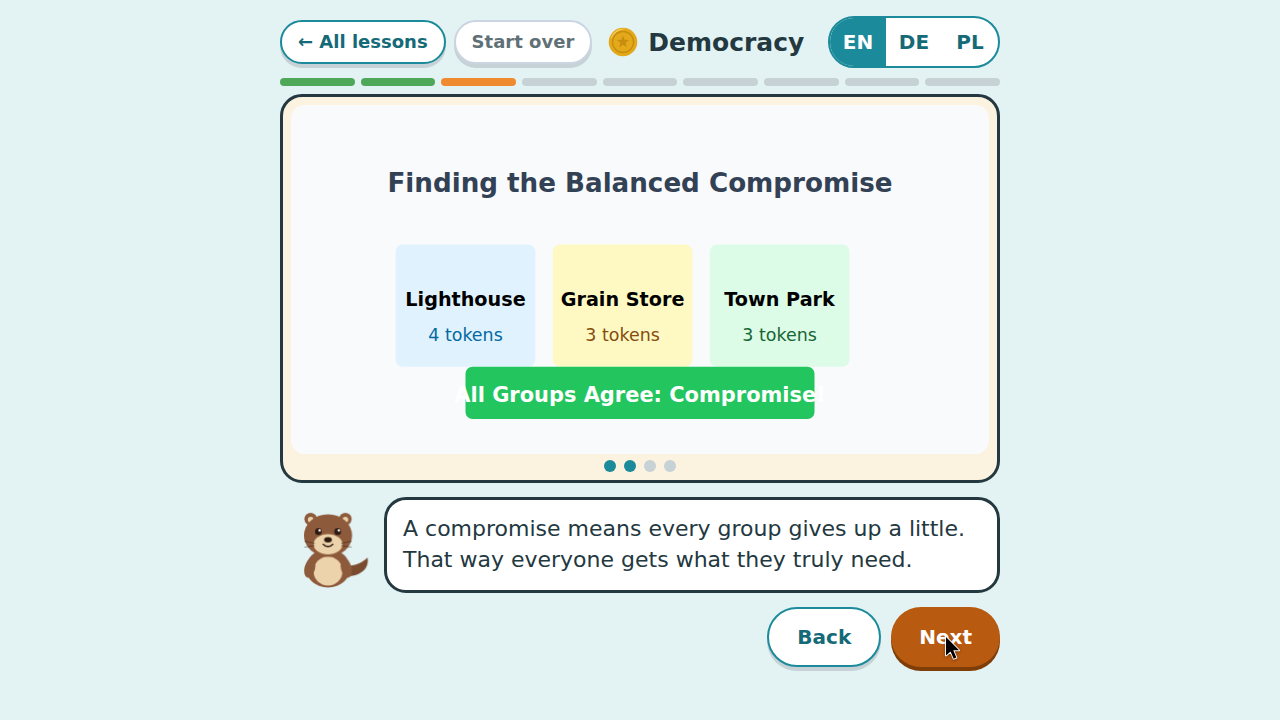 ← All lessons
Start over
Democracy
EN DE PL
Finding the Balanced Compromise
Lighthouse
4 tokens
Grain Store
3 tokens
Town Park
3 tokens
All Groups Agree: Compromise!
A compromise means every group gives up a little.
That way everyone gets what they truly need.
Back
Next